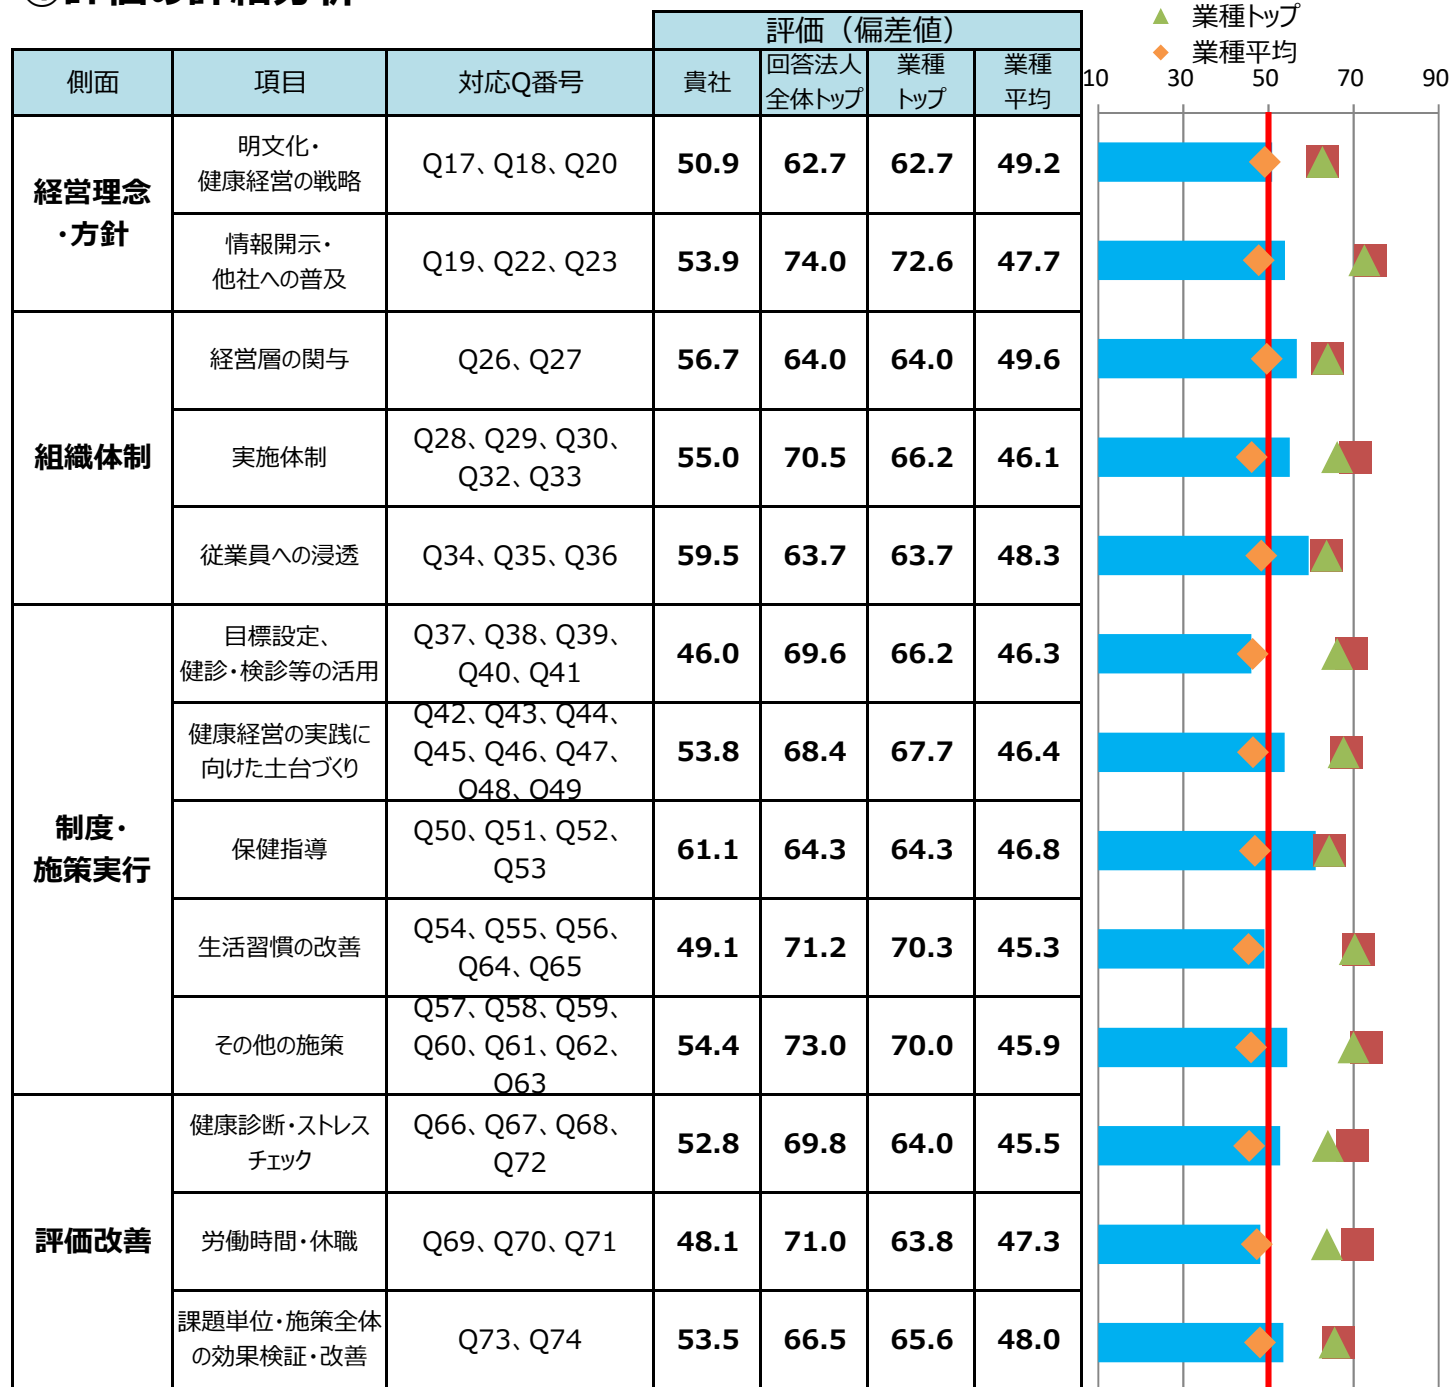 評価（偏差値）
▲ 業種トップ
◆ 業種平均
側面 項目 対応Q番号 貴社 回答法人 業種 業種
全体トップ トップ 平均
10 30 50 70 90
経営理念
・方針
明文化・
健康経営の戦略
Q17、Q18、Q20 50.9 62.7 62.7 49.2
情報開示・
他社への普及
Q19、Q22、Q23 53.9 74.0 72.6 47.7
組織体制
経営層の関与 Q26、Q27 56.7 64.0 64.0 49.6
実施体制
Q28、Q29、Q30、
Q32、Q33
55.0 70.5 66.2 46.1
従業員への浸透 Q34、Q35、Q36 59.5 63.7 63.7 48.3
制度・
施策実行
目標設定、
健診・検診等の活用
Q37、Q38、Q39、
Q40、Q41
46.0 69.6 66.2 46.3
健康経営の実践に
向けた土台づくり
Q42、Q43、Q44、
Q45、Q46、Q47、
Q48、Q49
53.8 68.4 67.7 46.4
保健指導
Q50、Q51、Q52、
Q53
61.1 64.3 64.3 46.8
生活習慣の改善
Q54、Q55、Q56、
Q64、Q65
49.1 71.2 70.3 45.3
その他の施策
Q57、Q58、Q59、
Q60、Q61、Q62、
Q63
54.4 73.0 70.0 45.9
評価改善
健康診断・ストレス
チェック
Q66、Q67、Q68、
Q72
52.8 69.8 64.0 45.5
労働時間・休職 Q69、Q70、Q71 48.1 71.0 63.8 47.3
課題単位・施策全体
の効果検証・改善
Q73、Q74 53.5 66.5 65.6 48.0